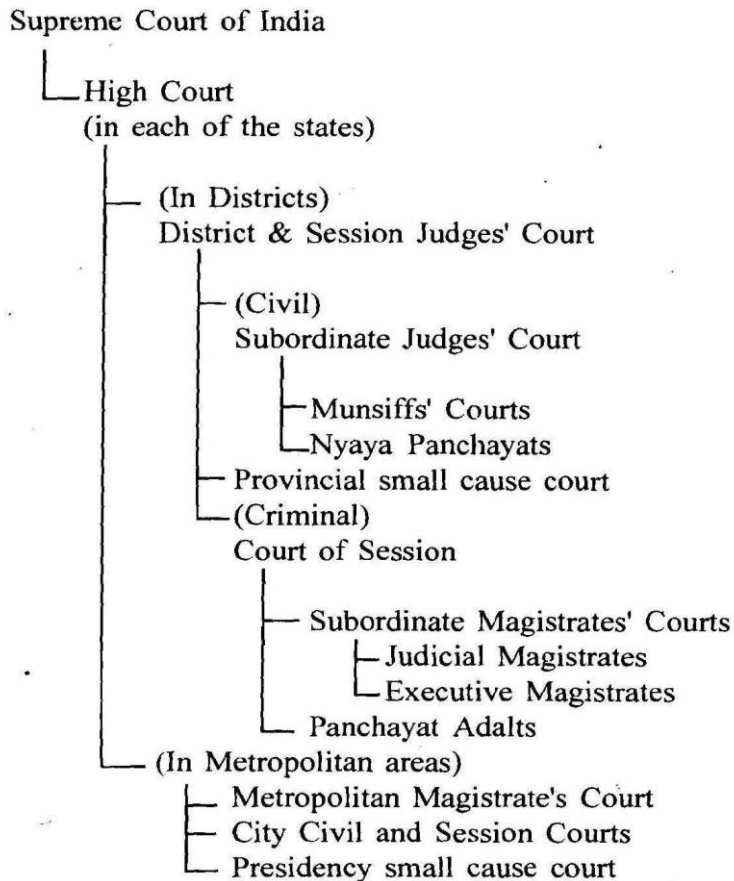 Supreme Court of India
High Court
(in each of the states)
(In Districts)
District & Session Judges' Court
(Civil)
Subordinate Judges' Court
Munsiffs' Courts
Nyaya Panchayats
Provincial small cause court
(Criminal)
Court of Session
Subordinate Magistrates' Courts
Judicial Magistrates
Executive Magistrates
Panchayat Adalts
(In Metropolitan areas)
Metropolitan Magistrate's Court
City Civil and Session Courts
Presidency small cause court